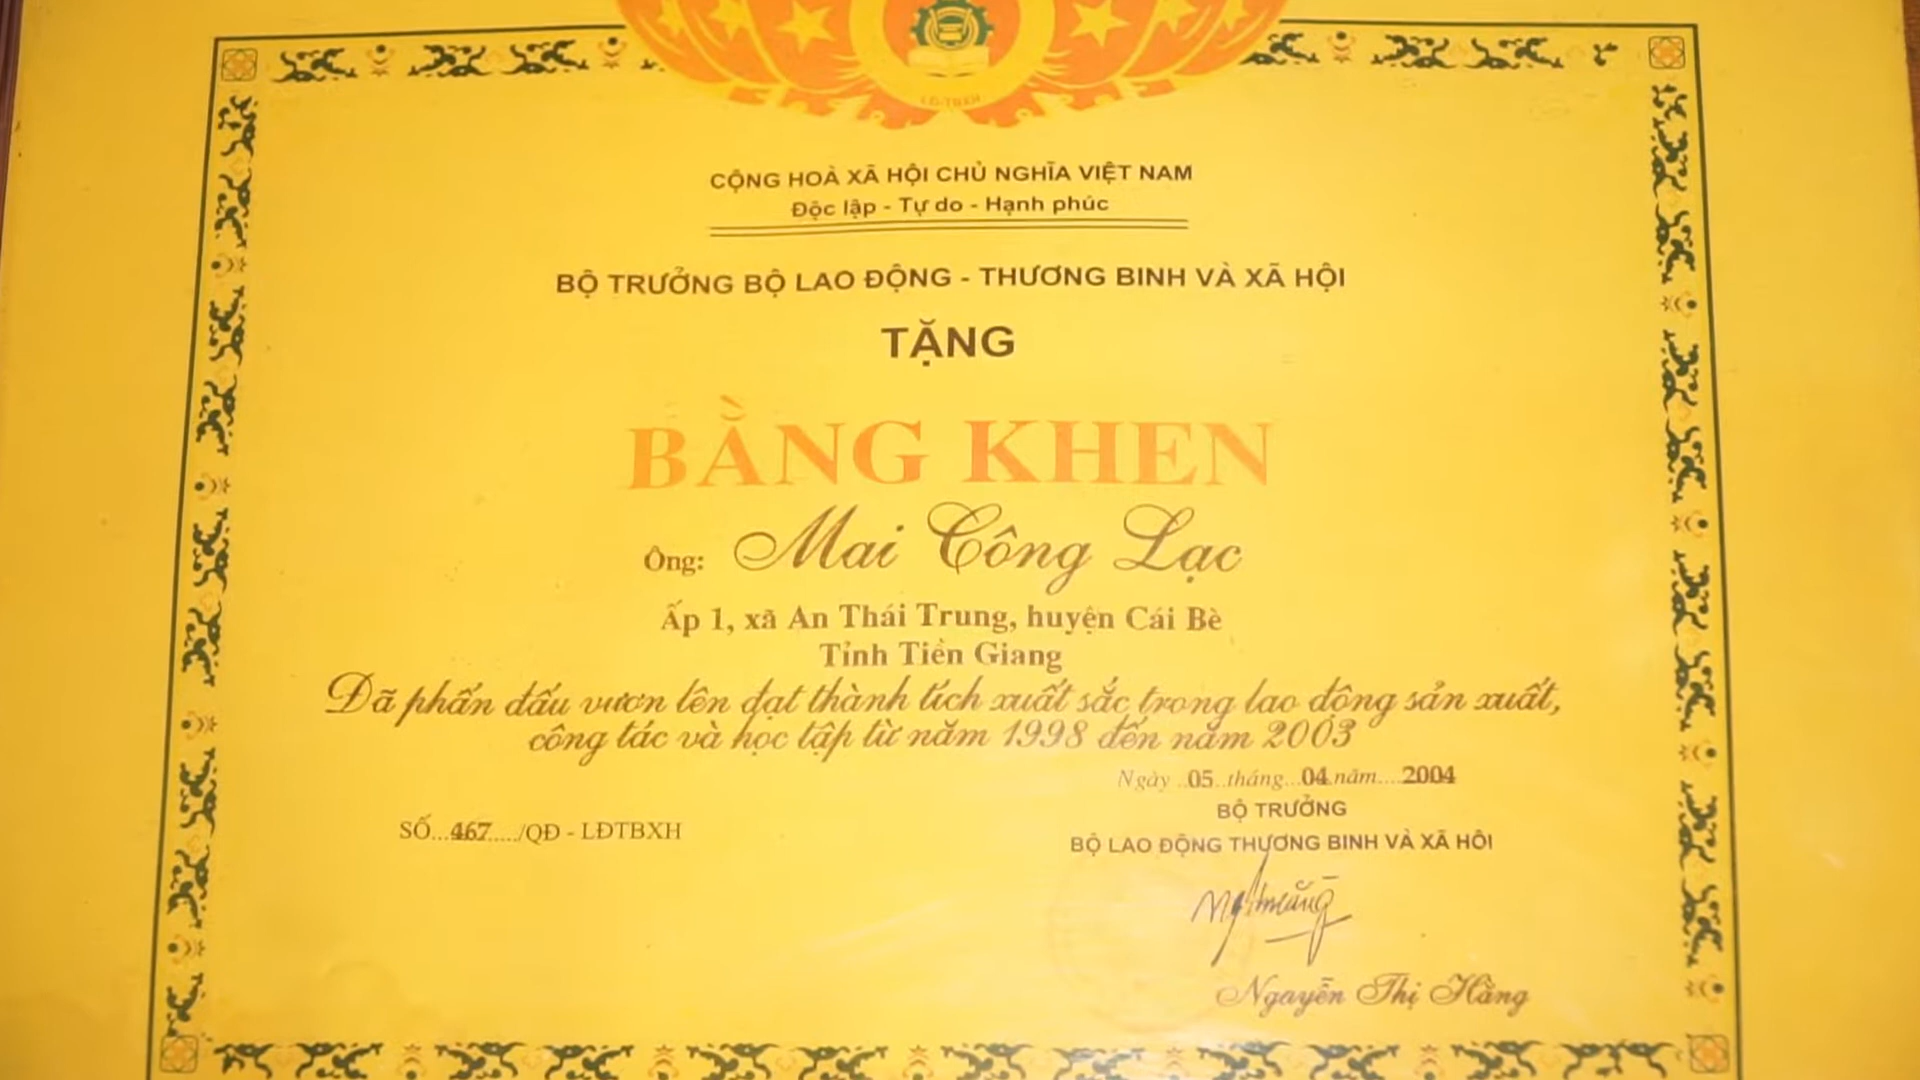 LĐ-TBXH
CỘNG HOÀ XÃ HỘI CHỦ NGHĨA VIỆT NAM
Độc lập - Tự do - Hạnh phúc
BỘ TRƯỞNG BỘ LAO ĐỘNG - THƯƠNG BINH VÀ XÃ HỘI
TẶNG
BẰNG KHEN
Ông: Mai Công Lạc
Ấp 1, xã An Thái Trung, huyện Cái Bè
Tỉnh Tiền Giang
Đã phấn đấu vươn lên đạt thành tích xuất sắc trong lao động sản xuất,
công tác và học tập từ năm 1998 đến năm 2003
Ngày..05..tháng...04.năm....2004
BỘ TRƯỞNG
SỐ...467..../QĐ - LĐTBXH
BỘ LAO ĐỘNG THƯƠNG BINH VÀ XÃ HỘI
Nguyễn Thị Hằng